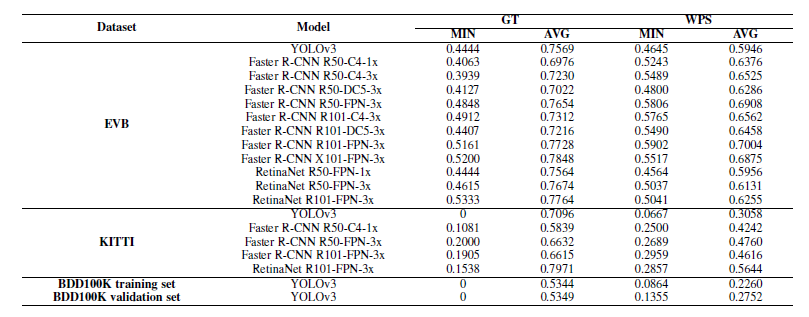 Dataset Model GT WPS
MIN AVG MIN AVG
EVB YOLOv3 0.4444 0.7569 0.4645 0.5946
Faster R-CNN R50-C4-1x 0.4063 0.6976 0.5243 0.6376
Faster R-CNN R50-C4-3x 0.3939 0.7230 0.5489 0.6525
Faster R-CNN R50-DC5-3x 0.4127 0.7022 0.4800 0.6286
Faster R-CNN R50-FPN-3x 0.4848 0.7654 0.5806 0.6908
Faster R-CNN R101-C4-3x 0.4912 0.7312 0.5765 0.6562
Faster R-CNN R101-DC5-3x 0.4407 0.7216 0.5490 0.6458
Faster R-CNN R101-FPN-3x 0.5161 0.7728 0.5902 0.7004
Faster R-CNN X101-FPN-3x 0.5200 0.7848 0.5517 0.6875
RetinaNet R50-FPN-1x 0.4444 0.7564 0.4564 0.5956
RetinaNet R50-FPN-3x 0.4615 0.7674 0.5037 0.6131
RetinaNet R101-FPN-3x 0.5333 0.7764 0.5041 0.6255
KITTI YOLOv3 0 0.7096 0.0667 0.3058
Faster R-CNN R50-C4-1x 0.1081 0.5839 0.2500 0.4242
Faster R-CNN R50-FPN-3x 0.2000 0.6632 0.2689 0.4760
Faster R-CNN R101-FPN-3x 0.1905 0.6615 0.2959 0.4616
RetinaNet R101-FPN-3x 0.1538 0.7971 0.2857 0.5644
BDD100K training set YOLOv3 0 0.5344 0.0864 0.2260
BDD100K validation set YOLOv3 0 0.5349 0.1355 0.2752